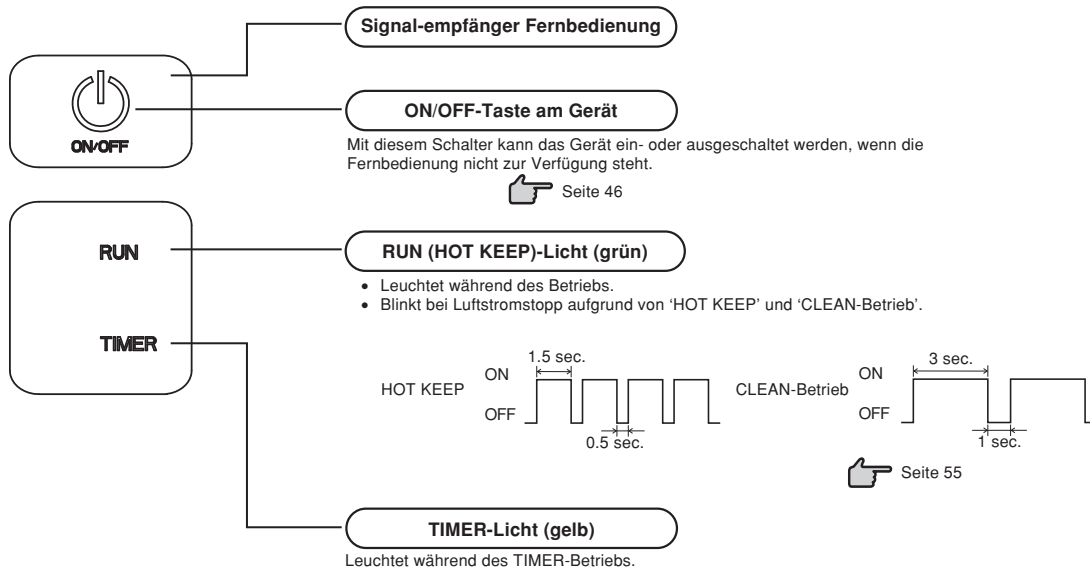 Signal-empfänger Fernbedienung
ON/OFF
ON/OFF-Taste am Gerät
Mit diesem Schalter kann das Gerät ein- oder ausgeschaltet werden, wenn die
Fernbedienung nicht zur Verfügung steht.
Seite 46
RUN
RUN (HOT KEEP)-Licht (grün)
• Leuchtet während des Betriebs.
• Blinkt bei Luftstromstopp aufgrund von ‘HOT KEEP’ und ‘CLEAN-Betrieb’.
TIMER
HOT KEEP
ON
OFF
1.5 sec.
0.5 sec.
CLEAN-Betrieb
ON
OFF
3 sec.
1 sec.
Seite 55
TIMER-Licht (gelb)
Leuchtet während des TIMER-Betriebs.